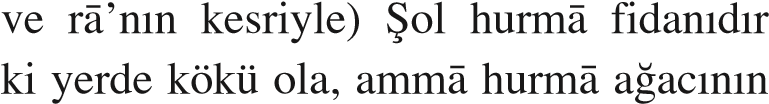 ve rā’nın kesriyle) Şol hurmā fidanıdır
ki yerde kökü ola, ammā hurmā ağacının